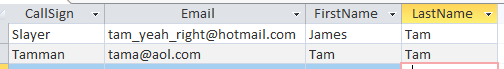 CallSign Email FirstName LastName
Slayer tam_yeah_right@hotmail.com James Tam
Tamman tama@aol.com Tam Tam